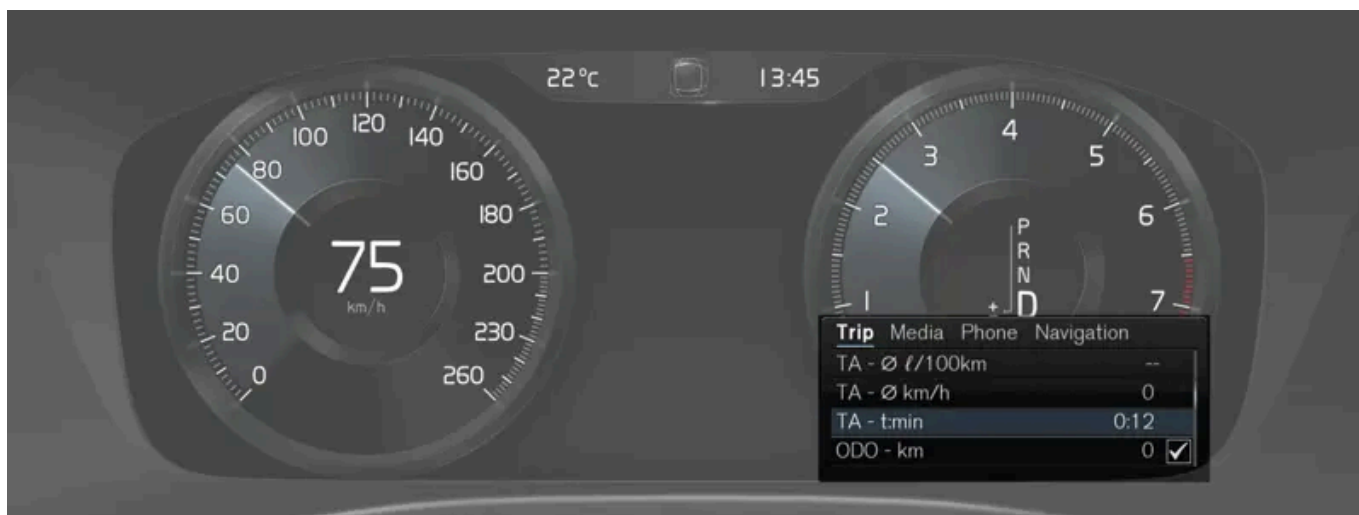 22°C
13:45
0
20
40
60
80
100
120
140
160
180
200
230
260
75
km/h
1
2
3
4
5
6
7
P
R
N
± D
Trip Media Phone Navigation
TA - Ø ℓ/100km --
TA - Ø km/h 0
TA - t:min 0:12
ODO - km 0